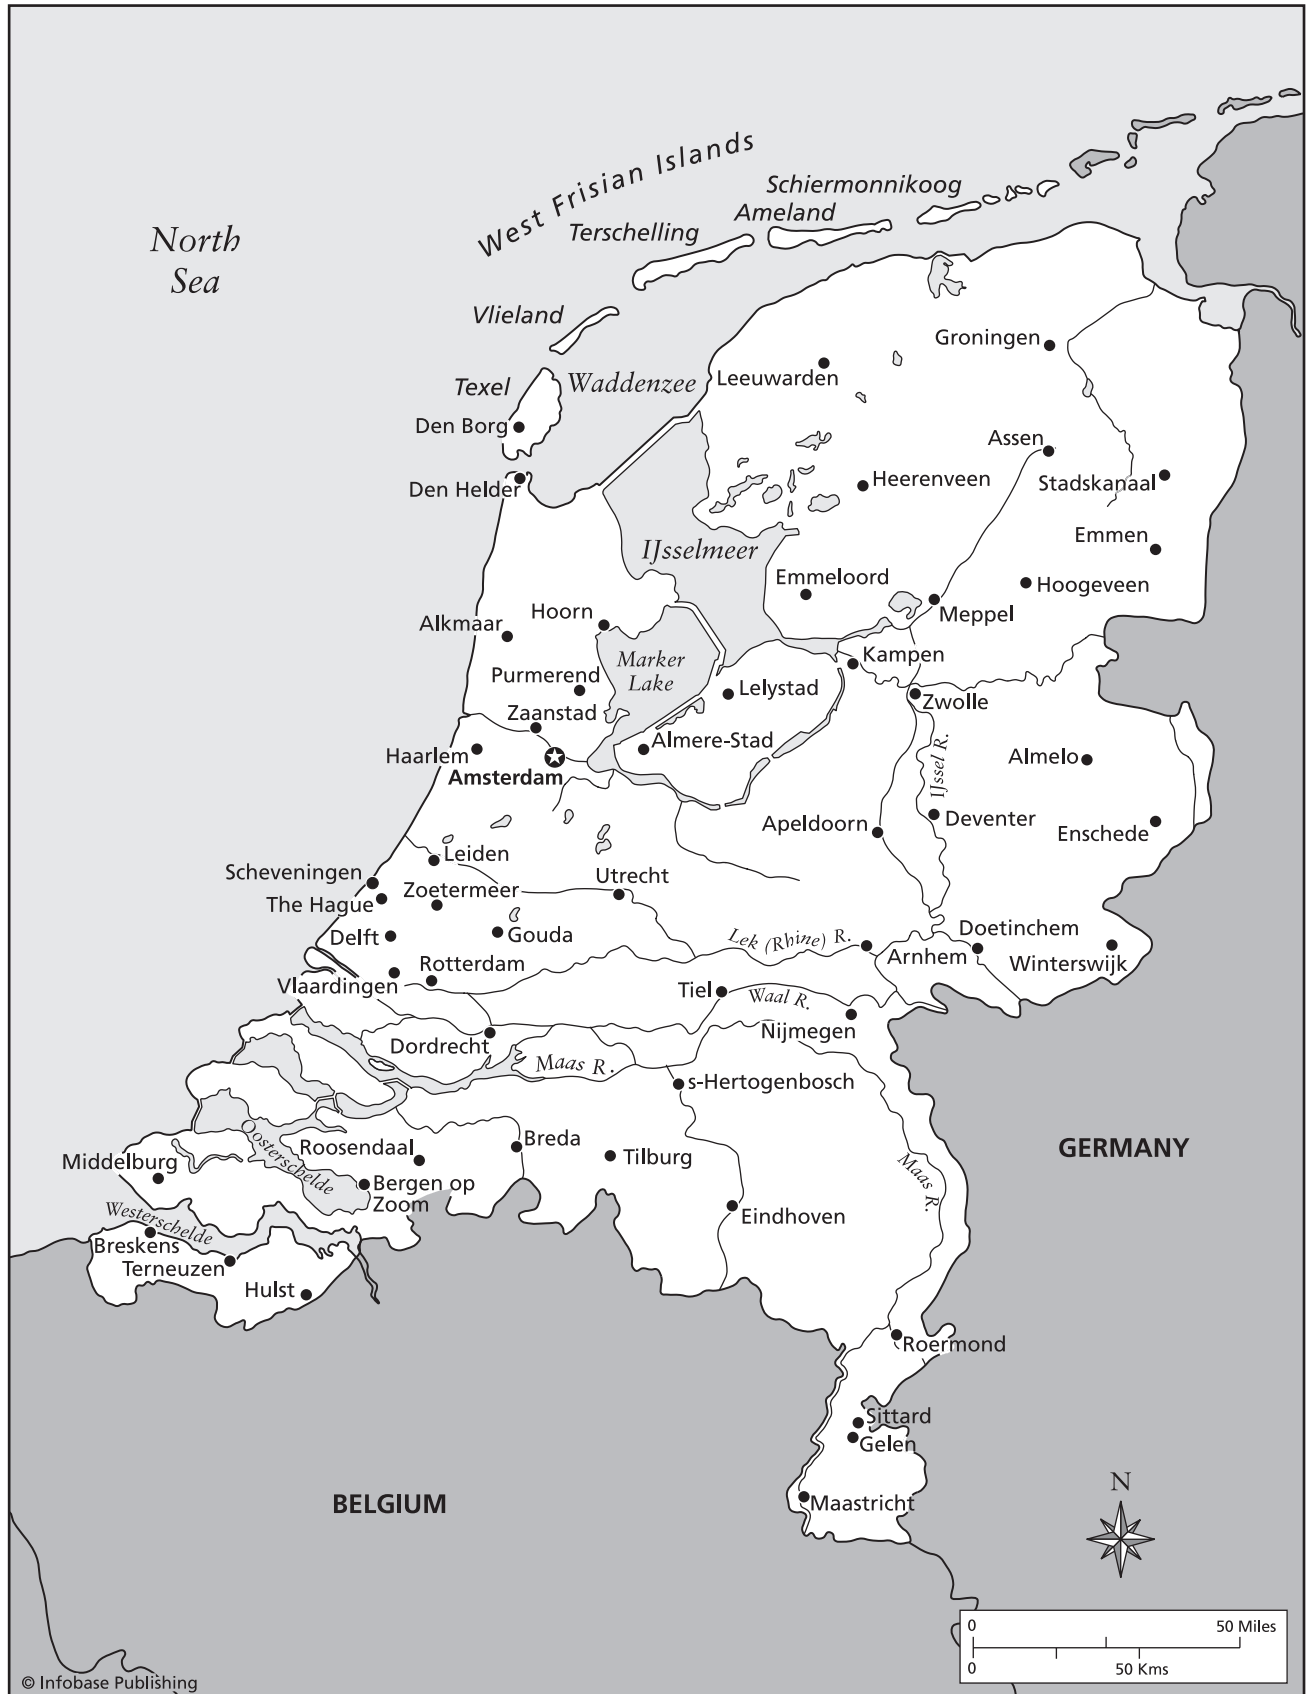 West Frisian Islands
Schiermonnikoog
Ameland
Terschelling
North
Sea
Vlieland
Groningen
Waddenzee
Leeuwarden
Texel
Den Borg
Assen
Heerenveen
Stadskanaal
Den Helder
Emmen
IJsselmeer
Emmeloord
Hoogeveen
Hoorn
Meppel
Alkmaar
Kampen
Marker
Lake
Purmerend
Lelystad
Zwolle
Zaanstad
Almere-Stad
IJssel R.
Haarlem
Almelo
Amsterdam
Apeldoorn
Deventer
Enschede
Leiden
Scheveningen
Utrecht
Zoetermeer
The Hague
Doetinchem
Delft
Gouda
Lek (Rhine) R.
Arnhem
Winterswijk
Rotterdam
Vlaardingen
Tiel
Waal R.
Nijmegen
Dordrecht
Maas R.
s-Hertogenbosch
Oosterschelde
Roosendaal
Breda
GERMANY
Middelburg
Tilburg
Maas R.
Bergen op
Zoom
Westerschelde
Eindhoven
Breskens
Terneuzen
Hulst
Roermond
Sittard
Gelen
N
BELGIUM
Maastricht
0 50 Miles
0 50 Kms
© Infobase Publishing